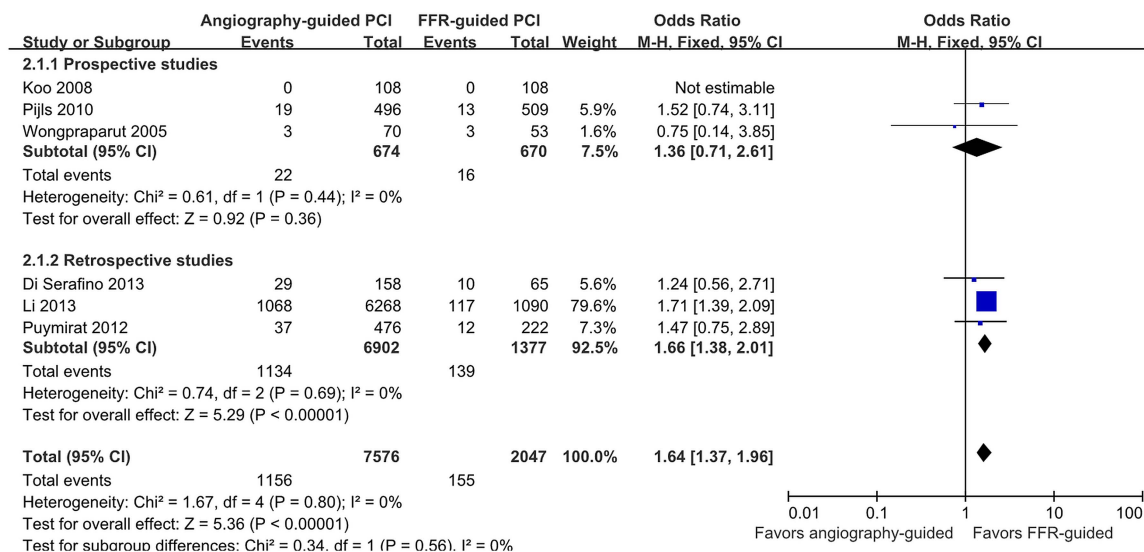 Angiography-guided PCI FFR-guided PCI Odds Ratio Odds Ratio
Study or Subgroup Events Total Events Total Weight M-H, Fixed, 95% CI M-H, Fixed, 95% CI
2.1.1 Prospective studies
Koo 2008 0 108 0 108 Not estimable
Pijls 2010 19 496 13 509 5.9% 1.52 [0.74, 3.11]
Wongpraparut 2005 3 70 3 53 1.6% 0.75 [0.14, 3.85]
Subtotal (95% CI) 674 670 7.5% 1.36 [0.71, 2.61]
Total events 22 16
Heterogeneity: Chi² = 0.61, df = 1 (P = 0.44); I² = 0%
Test for overall effect: Z = 0.92 (P = 0.36)
2.1.2 Retrospective studies
Di Serafino 2013 29 158 10 65 5.6% 1.24 [0.56, 2.71]
Li 2013 1068 6268 117 1090 79.6% 1.71 [1.39, 2.09]
Puymirat 2012 37 476 12 222 7.3% 1.47 [0.75, 2.89]
Subtotal (95% CI) 6902 1377 92.5% 1.66 [1.38, 2.01]
Total events 1134 139
Heterogeneity: Chi² = 0.74, df = 2 (P = 0.69); I² = 0%
Test for overall effect: Z = 5.29 (P < 0.00001)
Total (95% CI) 7576 2047 100.0% 1.64 [1.37, 1.96]
Total events 1156 155
Heterogeneity: Chi² = 1.67, df = 4 (P = 0.80); I² = 0%
Test for overall effect: Z = 5.36 (P < 0.00001)
Test for subgroup differences: Chi² = 0.34, df = 1 (P = 0.56), I² = 0%
0.01 0.1 1 10 100
Favors angiography-guided Favors FFR-guided